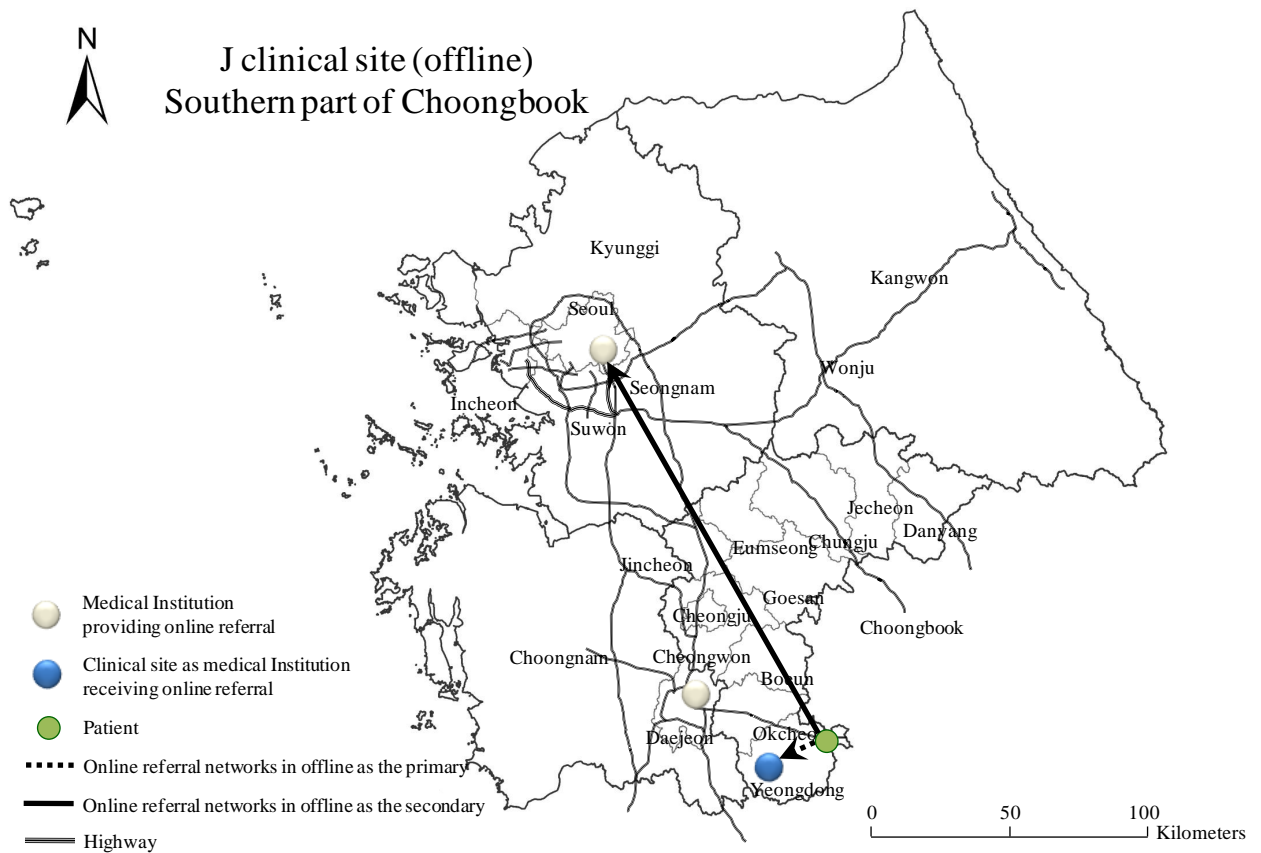 N
J clinical site (offline)
Southern part of Choongbook
Kyunggi
Kangwon
Seoul
Wonju
Seongnam
Incheon
Suwon
Jecheon
Danyang
Chungju
Eumseong
Jincheon
Goesan
Cheongju
Choongbook
Choongnam
Cheongwon
Boeun
Daejeon
Okcheo
Yeongdong
Medical Institution
providing online referral
Clinical site as medical Institution
receiving online referral
Patient
Online referral networks in offline as the primary
Online referral networks in offline as the secondary
Highway
0 50 100
Kilometers